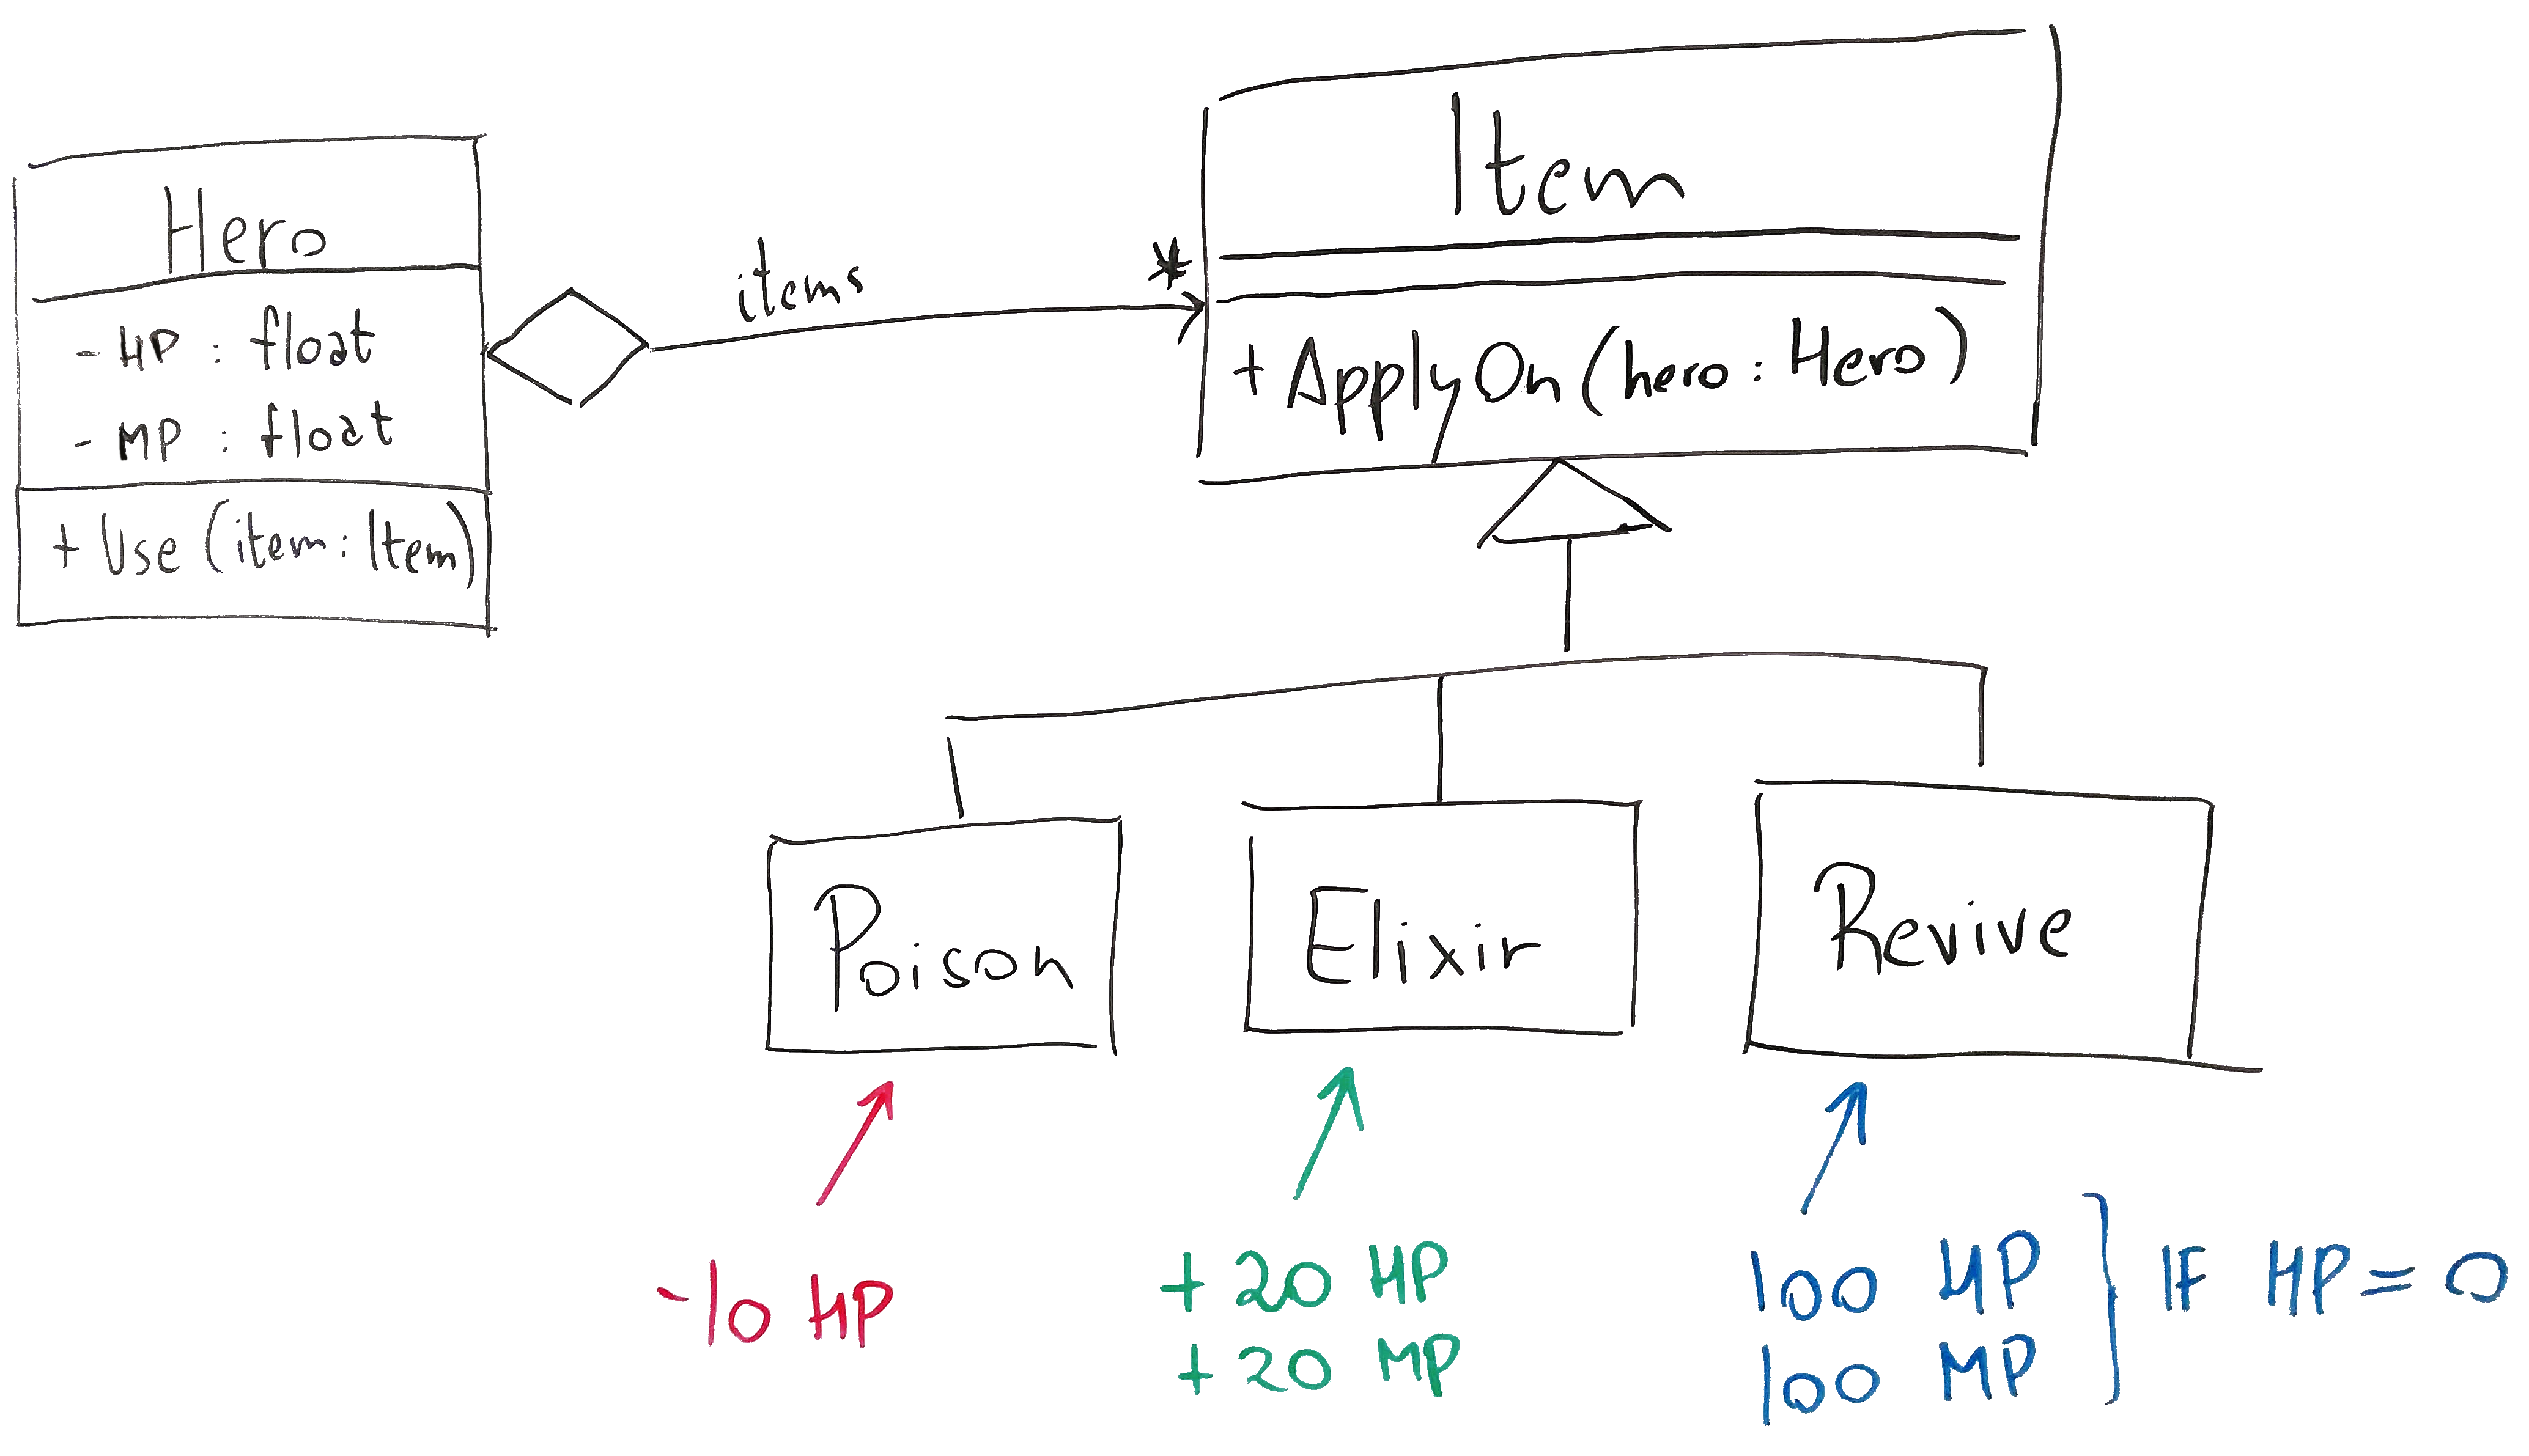 Hero
- HP : float
- MP : float
+ Use (item : Item)
items
*
Item
+ ApplyOn (hero : Hero)
Poison
Elixir
Revive
-10 HP
+ 20 HP
+ 20 MP
100 HP
100 MP
IF HP = 0